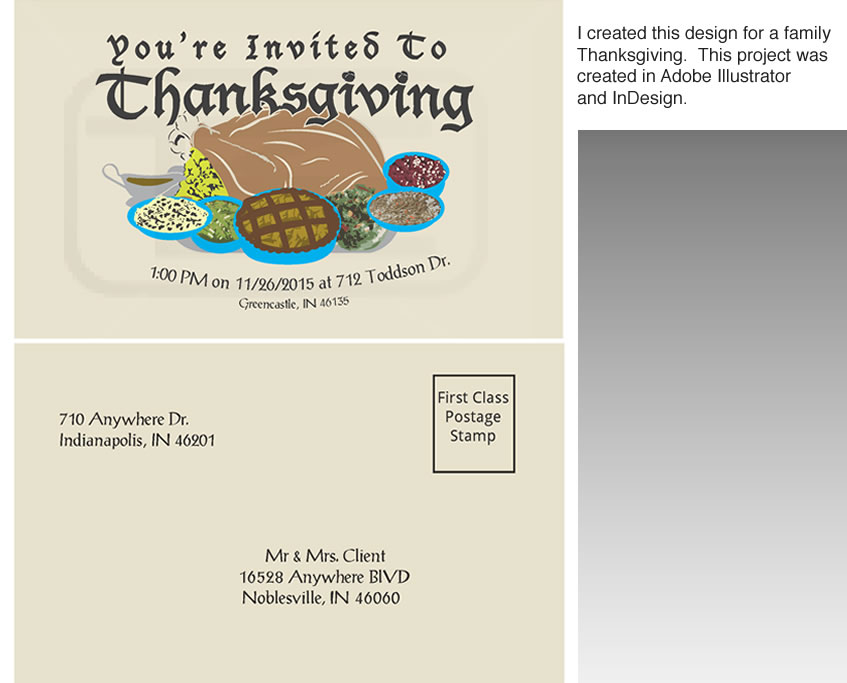 You're Invited To
Thanksgiving
1:00 PM on 11/26/2015 at 712 Toddson Dr.
Greencastle, IN 46135
I created this design for a family
Thanksgiving. This project was
created in Adobe Illustrator
and InDesign.
710 Anywhere Dr.
Indianapolis, IN 46201
First Class
Postage
Stamp
Mr & Mrs. Client
16528 Anywhere BlVD
Noblesville, IN 46060